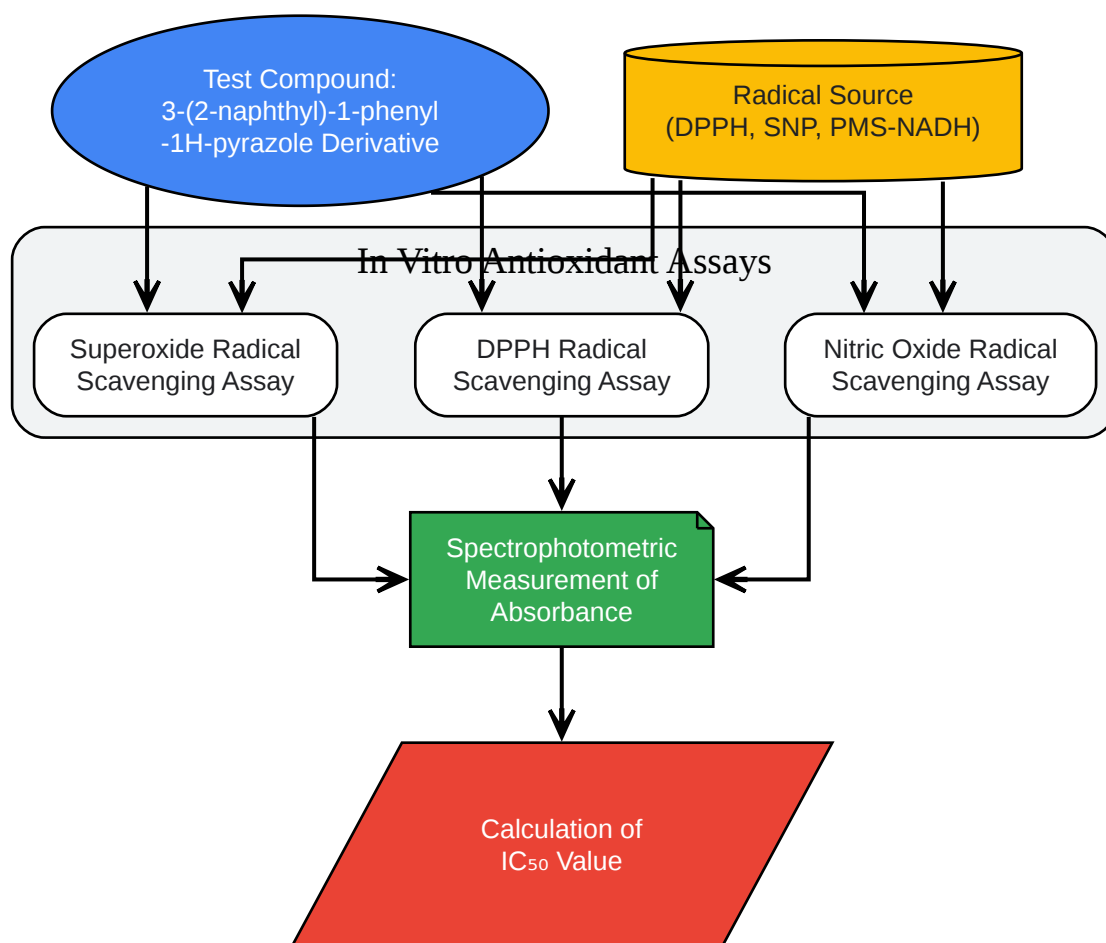 Test Compound:
3-(2-naphthyl)-1-phenyl
-1H-pyrazole Derivative
Radical Source
(DPPH, SNP, PMS-NADH)
In Vitro Antioxidant Assays
Superoxide Radical
Scavenging Assay
DPPH Radical
Scavenging Assay
Nitric Oxide Radical
Scavenging Assay
Spectrophotometric
Measurement of
Absorbance
Calculation of
IC₅₀ Value